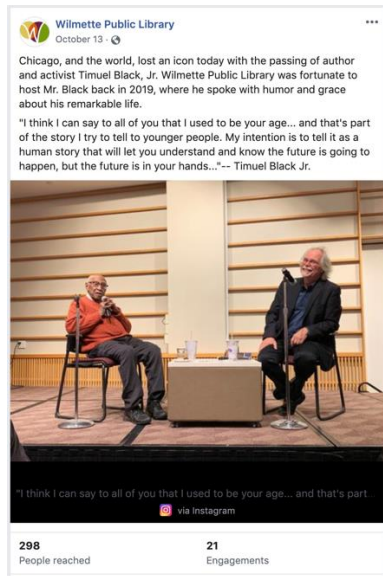 Wilmette Public Library
October 13 ·
Chicago, and the world, lost an icon today with the passing of author
and activist Timuel Black, Jr. Wilmette Public Library was fortunate to
host Mr. Black back in 2019, where he spoke with humor and grace
about his remarkable life.
"I think I can say to all of you that I used to be your age... and that's part
of the story I try to tell to younger people. My intention is to tell it as a
human story that will let you understand and know the future is going to
happen, but the future is in your hands..."-- Timuel Black Jr.
"I think I can say to all of you that I used to be your age... and that's part
via Instagram
298
21
People reached
Engagements